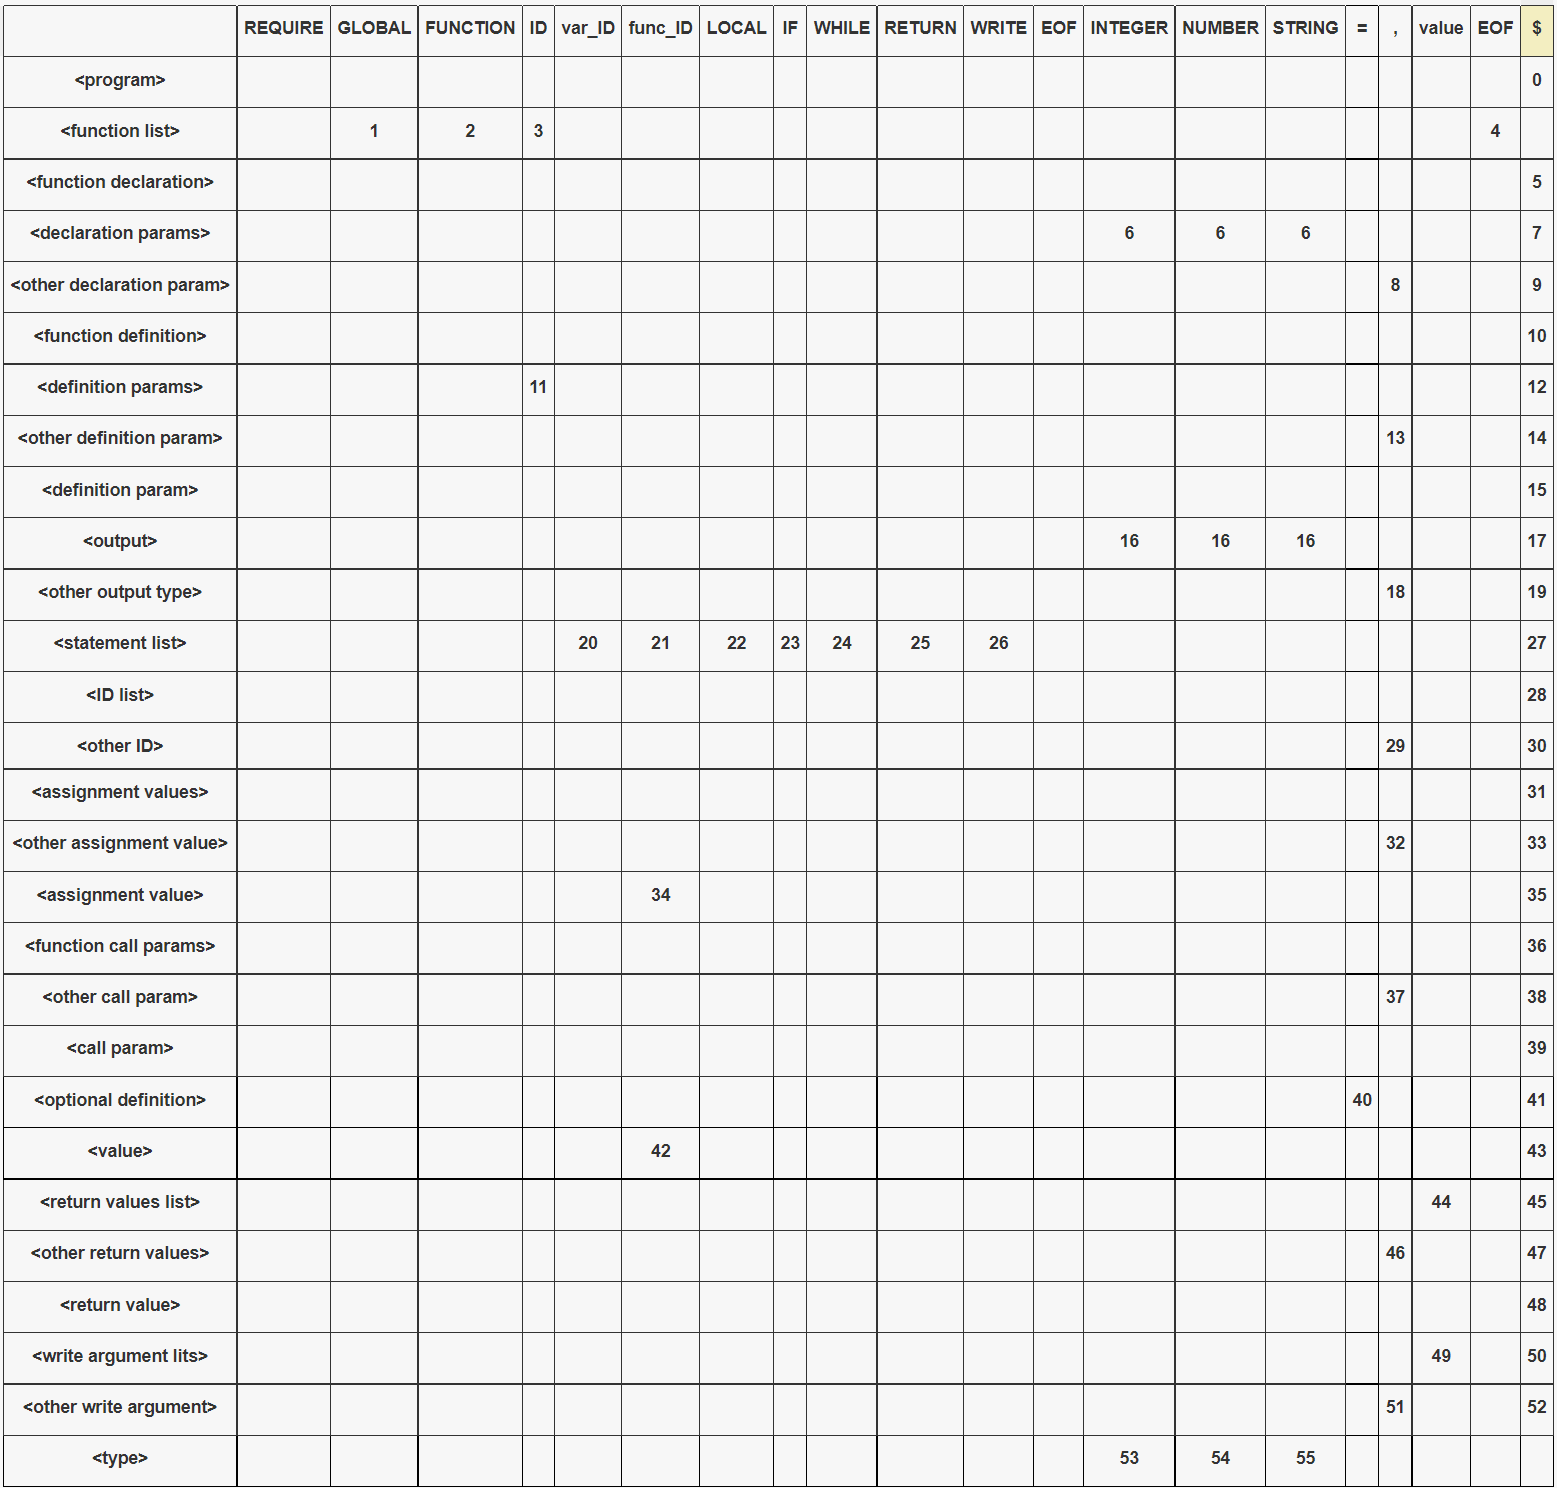 REQUIRE GLOBAL FUNCTION ID var_ID func_ID LOCAL IF WHILE RETURN WRITE EOF INTEGER NUMBER STRING = , value EOF $
<program> 0
<function list> 1 2 3 4
<function declaration> 5
<declaration params> 6 6 6 7
<other declaration param> 8 9
<function definition> 10
<definition params> 11 12
<other definition param> 13 14
<definition param> 15
<output> 16 16 16 17
<other output type> 18 19
<statement list> 20 21 22 23 24 25 26 27
<ID list> 28
<other ID> 29 30
<assignment values> 31
<other assignment value> 32 33
<assignment value> 34 35
<function call params> 36
<other call param> 37 38
<call param> 39
<optional definition> 40 41
<value> 42 43
<return values list> 44 45
<other return values> 46 47
<return value> 48
<write argument lits> 49 50
<other write argument> 51 52
<type> 53 54 55